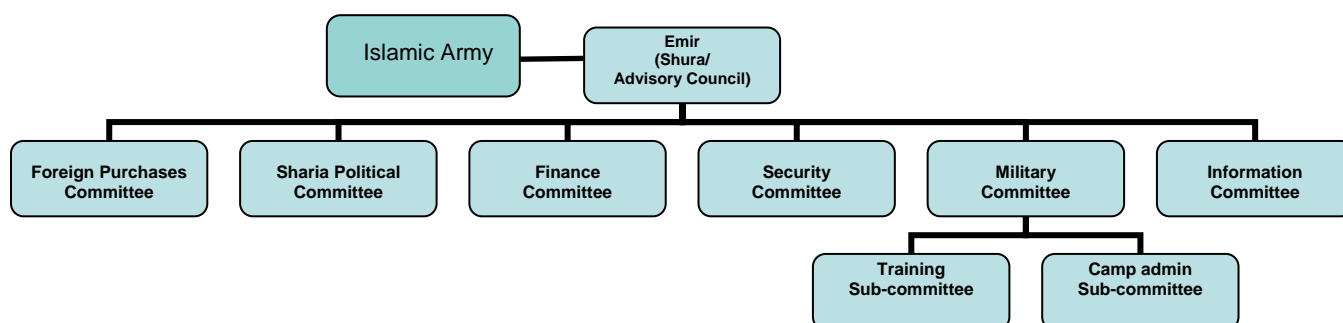 Islamic Army
Emir
(Shura/
Advisory Council)
Foreign Purchases
Committee
Sharia Political
Committee
Finance
Committee
Security
Committee
Military
Committee
Information
Committee
Training
Sub-committee
Camp admin
Sub-committee